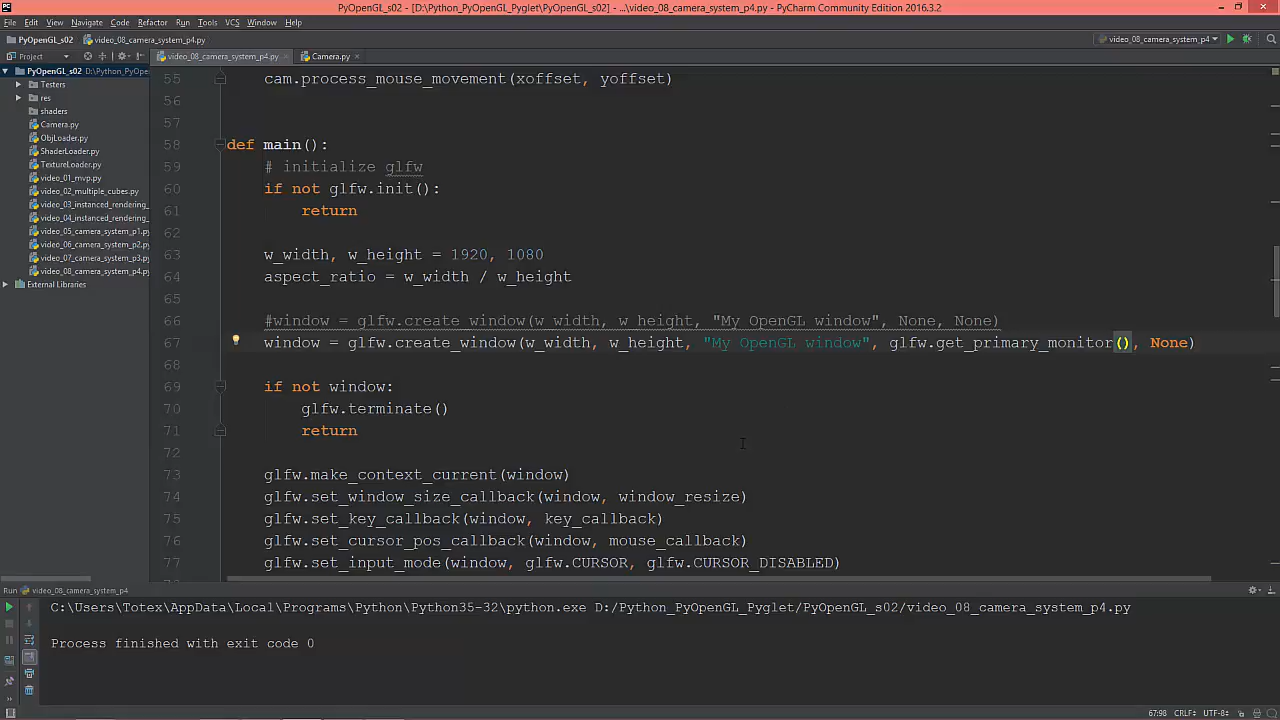 PyOpenGL_s02 - [D:\Python_PyOpenGL_Pyglet\PyOpenGL_s02] - ...\video_08_camera_system_p4.py - PyCharm Community Edition 2016.3.2
File Edit View Navigate Code Refactor Run Tools VCS Window Help
PyOpenGL_s02 video_08_camera_system_p4.py
video_08_camera_system_p4
Project
video_08_camera_system_p4.py × Camera.py ×
PyOpenGL_s02 D:\Python_PyOpe
Testers
res
shaders
Camera.py
ObjLoader.py
ShaderLoader.py
TextureLoader.py
video_01_mvp.py
video_02_multiple_cubes.py
video_03_instanced_rendering_
video_04_instanced_rendering_
video_05_camera_system_p1.py
video_06_camera_system_p2.py
video_07_camera_system_p3.py
video_08_camera_system_p4.py
External Libraries
55 cam.process_mouse_movement(xoffset, yoffset)
56
57
58 def main():
59 # initialize glfw
60 if not glfw.init():
61 return
62
63 w_width, w_height = 1920, 1080
64 aspect_ratio = w_width / w_height
65
66 #window = glfw.create_window(w_width, w_height, "My OpenGL window", None, None)
67 window = glfw.create_window(w_width, w_height, "My OpenGL window", glfw.get_primary_monitor(), None)
68
69 if not window:
70 glfw.terminate()
71 return
72
73 glfw.make_context_current(window)
74 glfw.set_window_size_callback(window, window_resize)
75 glfw.set_key_callback(window, key_callback)
76 glfw.set_cursor_pos_callback(window, mouse_callback)
77 glfw.set_input_mode(window, glfw.CURSOR, glfw.CURSOR_DISABLED)
Run video_08_camera_system_p4
C:\Users\Totex\AppData\Local\Programs\Python\Python35-32\python.exe D:/Python_PyOpenGL_Pyglet/PyOpenGL_s02/video_08_camera_system_p4.py
Process finished with exit code 0
67:98 CRLF÷ UTF-8÷